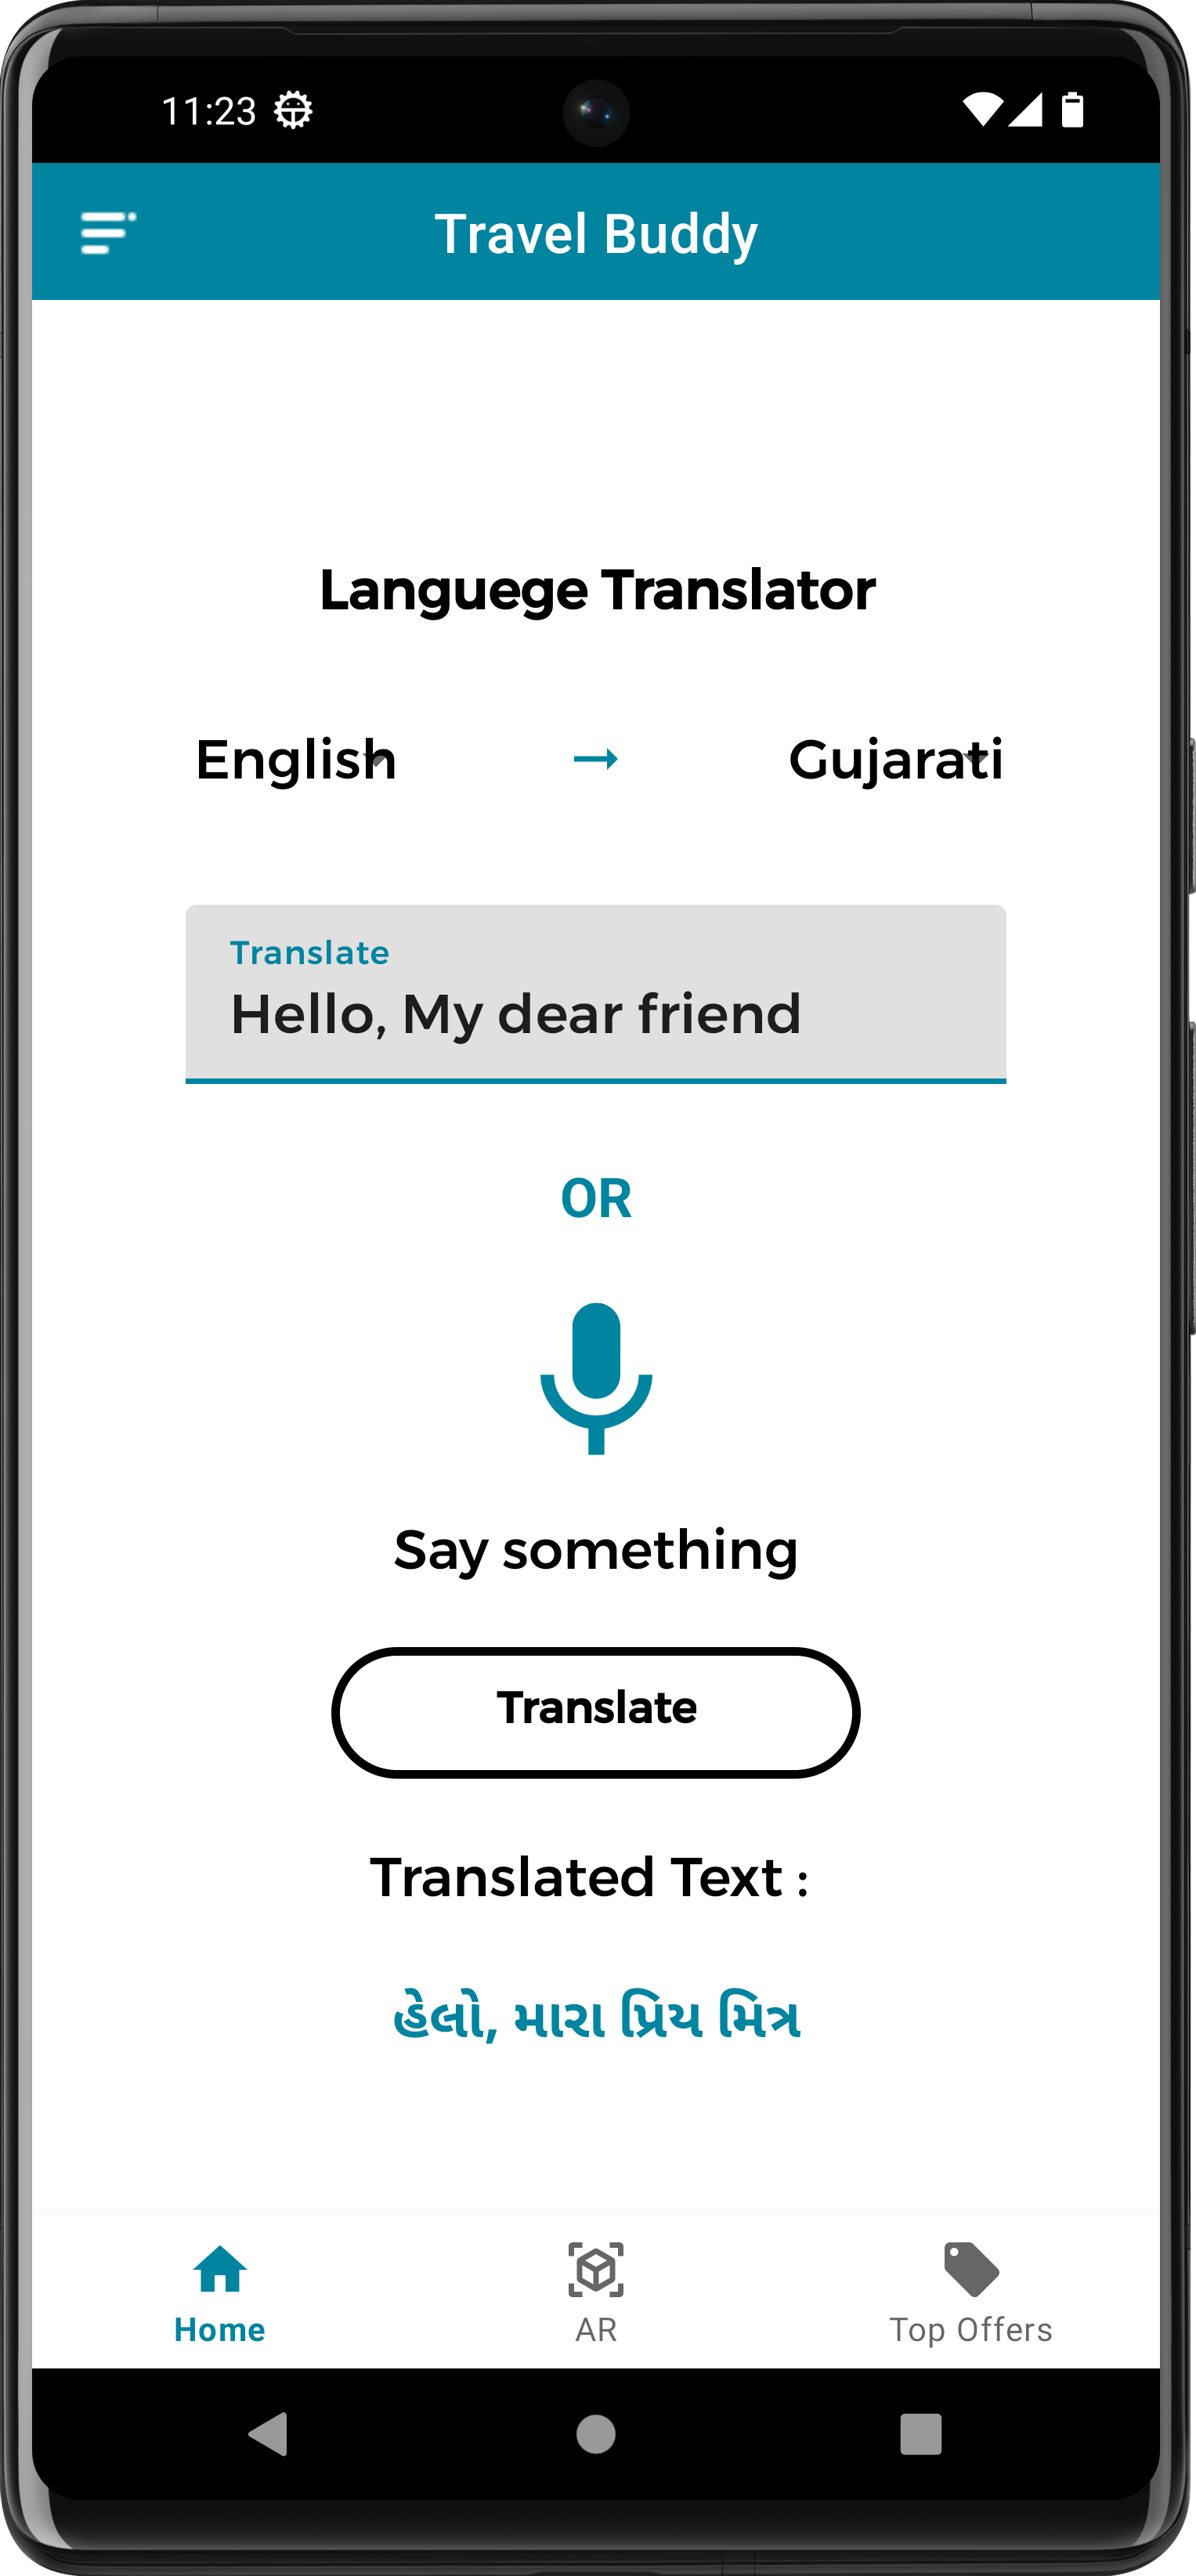 11:23
Travel Buddy
Languege Translator
English → Gujarati
Translate
Hello, My dear friend
OR
Say something
Translate
Translated Text :
હેલો, મારા પ્રિય મિત્ર
Home AR Top Offers